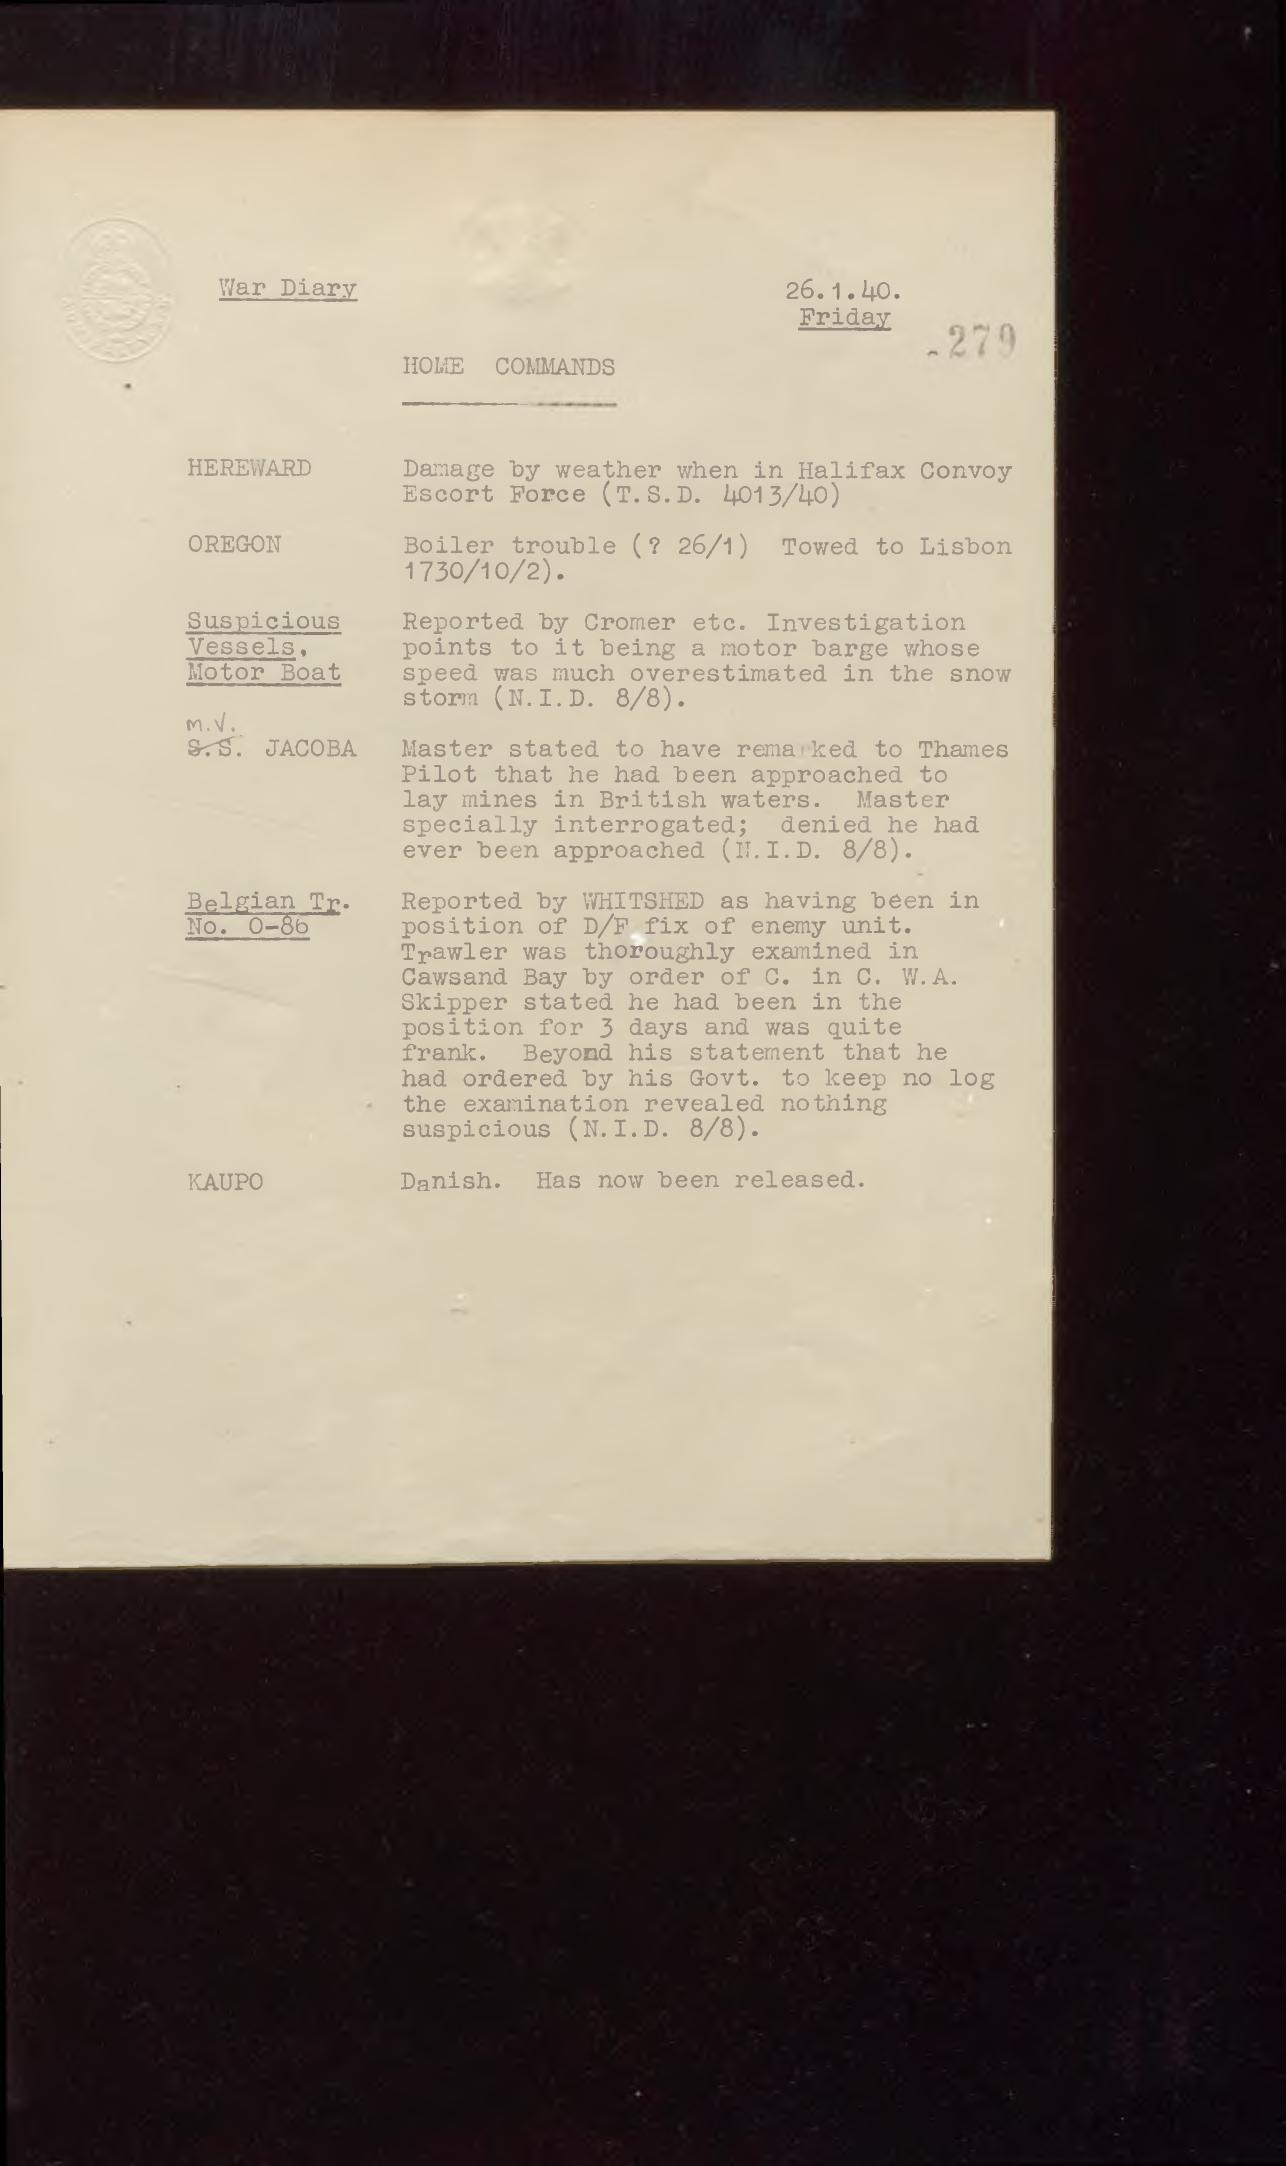 War Diary 26.1.40.
Friday
279
HOME COMMANDS
HEREWARD Damage by weather when in Halifax Convoy
Escort Force (T.S.D. 4013/40)
OREGON Boiler trouble (? 26/1) Towed to Lisbon
1730/10/2).
Suspicious Reported by Cromer etc. Investigation
Vessels, points to it being a motor barge whose
Motor Boat speed was much overestimated in the snow
storm (N.I.D. 8/8).
m.V.
S.S. JACOBA Master stated to have remarked to Thames
Pilot that he had been approached to
lay mines in British waters. Master
specially interrogated; denied he had
ever been approached (N.I.D. 8/8).
Belgian Tr. Reported by WHITSHED as having been in
No. O-86 position of D/F fix of enemy unit.
Trawler was thoroughly examined in
Cawsand Bay by order of C. in C. W.A.
Skipper stated he had been in the
position for 3 days and was quite
frank. Beyond his statement that he
had ordered by his Govt. to keep no log
the examination revealed nothing
suspicious (N.I.D. 8/8).
KAUPO Danish. Has now been released.